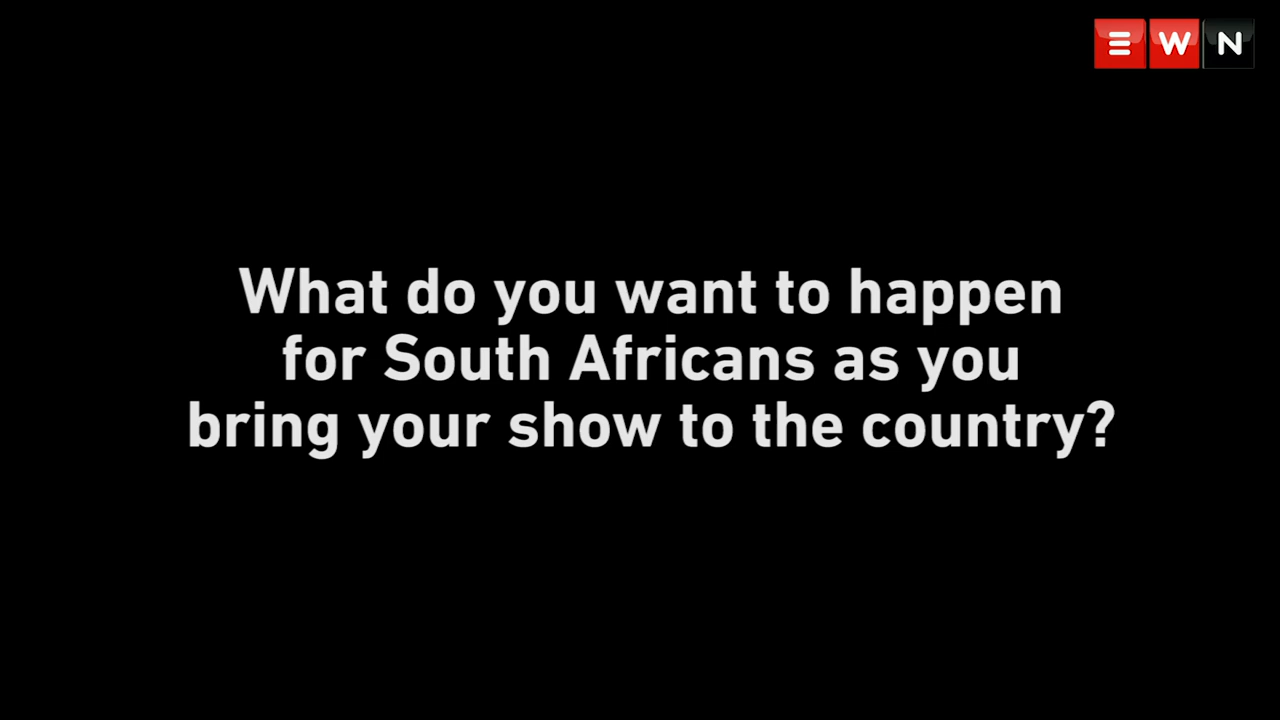 EWN
What do you want to happen
for South Africans as you
bring your show to the country?